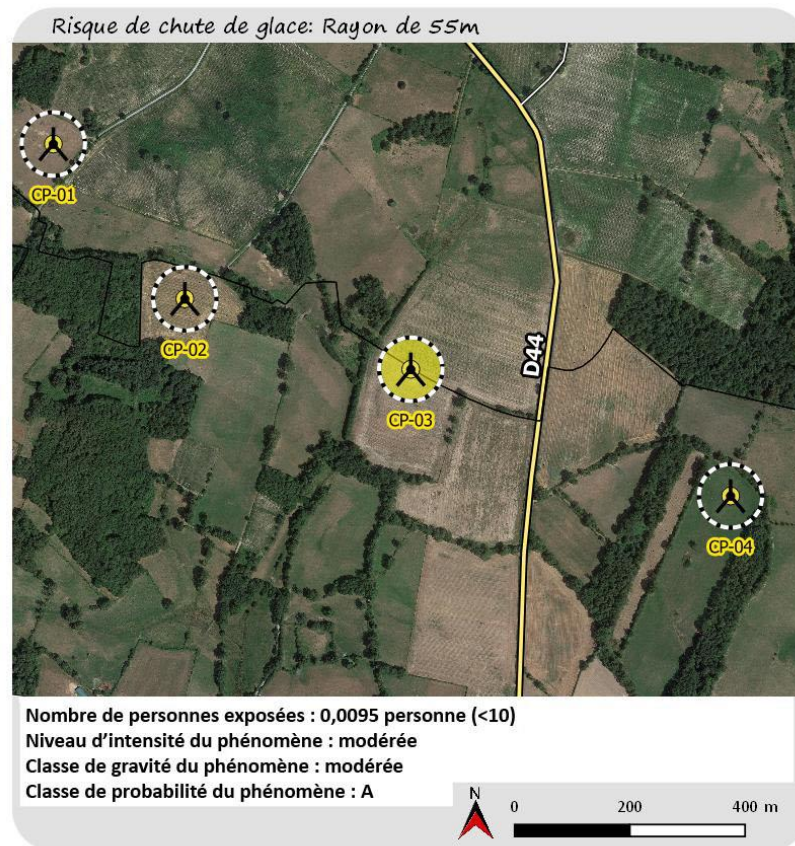 Risque de chute de glace: Rayon de 55m
CP-01
CP-02
D44
CP-03
CP-04
Nombre de personnes exposées : 0,0095 personne (<10)
Niveau d'intensité du phénomène : modérée
Classe de gravité du phénomène : modérée
Classe de probabilité du phénomène : A
N
0 200 400 m